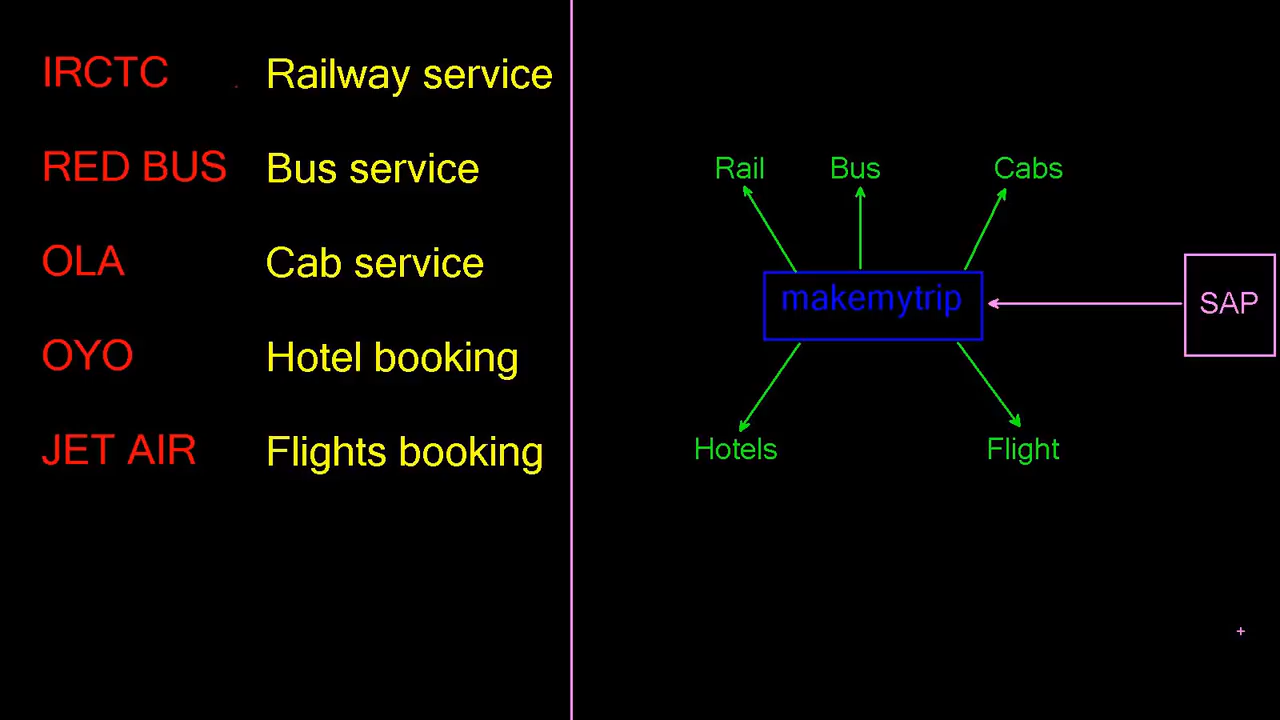 IRCTC Railway service
RED BUS Bus service
OLA Cab service
OYO Hotel booking
JET AIR Flights booking
Rail Bus Cabs
makemytrip
SAP
Hotels Flight